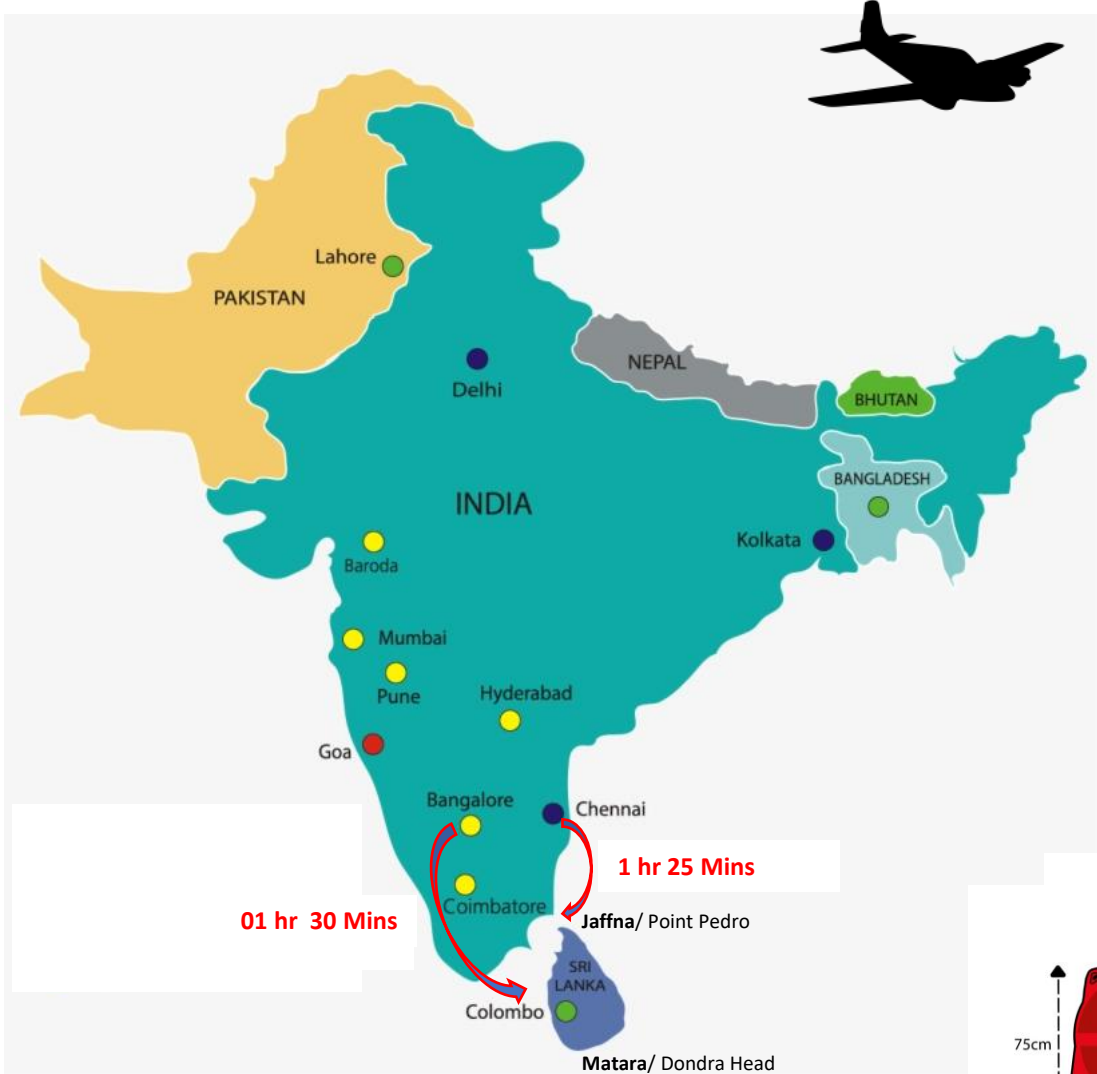 Lahore
PAKISTAN
Delhi
NEPAL
BHUTAN
INDIA
BANGLADESH
Kolkata
Baroda
Mumbai
Pune
Hyderabad
Goa
Bangalore
Chennai
1 hr 25 Mins
Coimbatore
01 hr 30 Mins
Jaffna/ Point Pedro
SRI
LANKA
Colombo
75cm
Matara/ Dondra Head